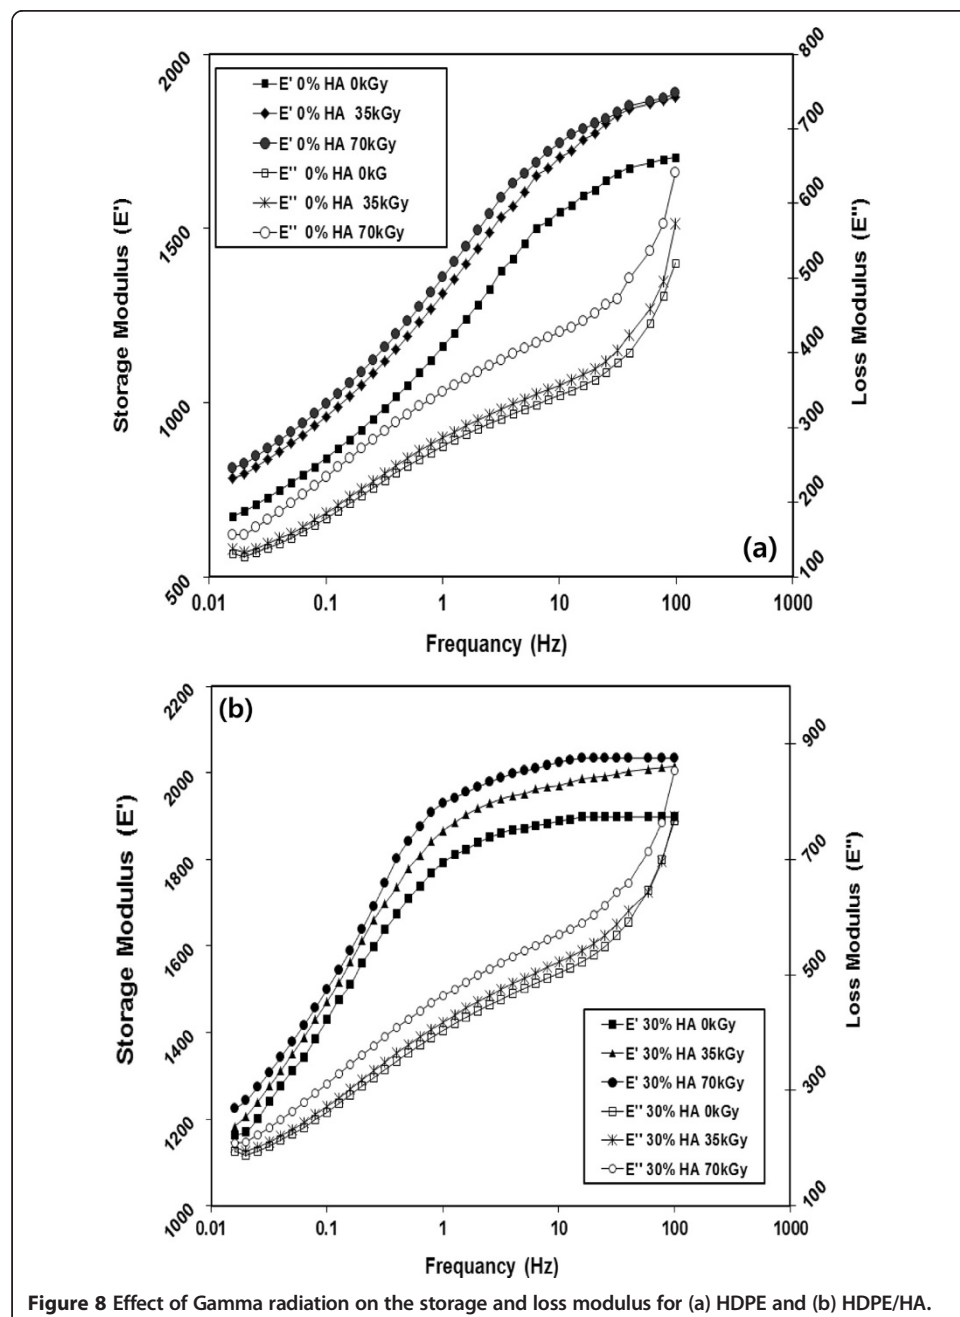 2000
1500
1000
500
Storage Modulus (E')
E' 0% HA 0kGy
E' 0% HA 35kGy
E' 0% HA 70kGy
E'' 0% HA 0kG
E'' 0% HA 35kGy
E'' 0% HA 70kGy
800
700
600
500
400
300
200
100
Loss Modulus (E'')
(a)
0.01 0.1 1 10 100 1000
Frequancy (Hz)
2200
2000
1800
1600
1400
1200
1000
Storage Modulus (E')
(b)
900
700
500
300
100
Loss Modulus (E'')
E' 30% HA 0kGy
E' 30% HA 35kGy
E' 30% HA 70kGy
E'' 30% HA 0kGy
E'' 30% HA 35kGy
E'' 30% HA 70kGy
0.01 0.1 1 10 100 1000
Frequancy (Hz)
Figure 8 Effect of Gamma radiation on the storage and loss modulus for (a) HDPE and (b) HDPE/HA.